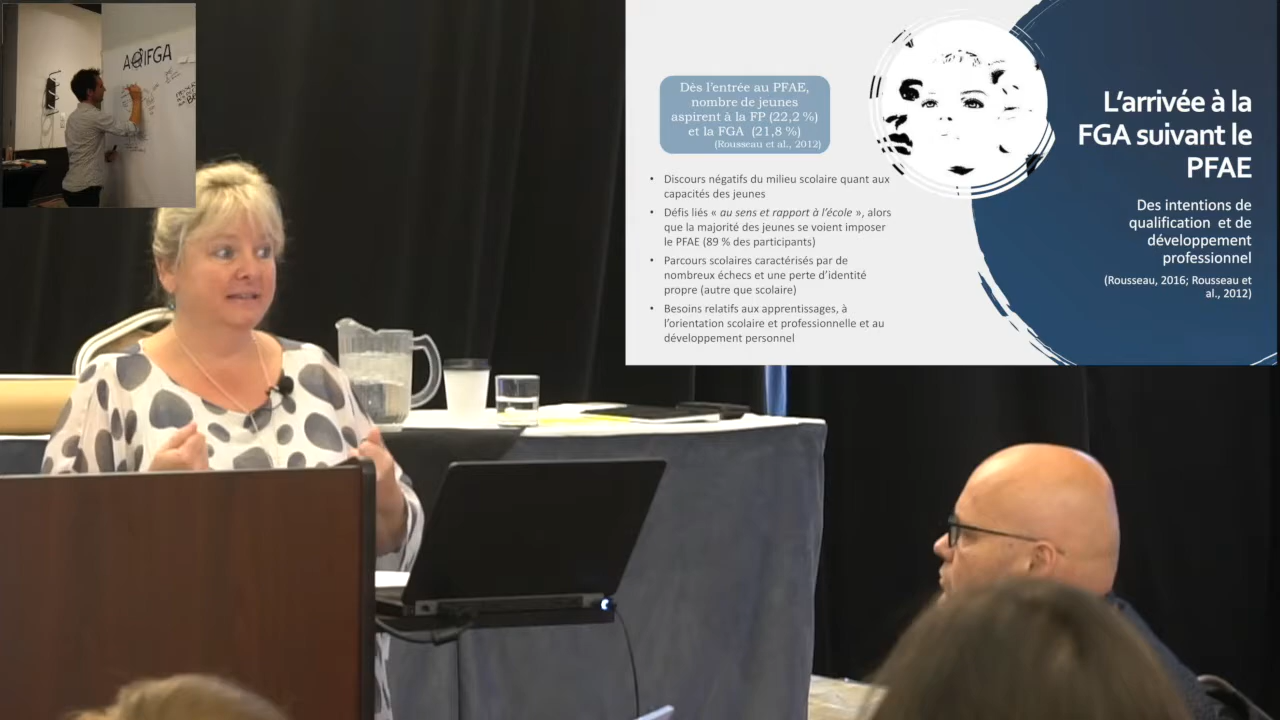 AQIFGA
Dès l'entrée au PFAE,
nombre de jeunes
aspirent à la FP (22,2 %)
et la FGA (21,8 %)
(Rousseau et al., 2012)
• Discours négatifs du milieu scolaire quant aux
capacités des jeunes
• Défis liés « au sens et rapport à l'école », alors
que la majorité des jeunes se voient imposer
le PFAE (89 % des participants)
• Parcours scolaires caractérisés par de
nombreux échecs et une perte d'identité
propre (autre que scolaire)
• Besoins relatifs aux apprentissages, à
l'orientation scolaire et professionnelle et au
développement personnel
L'arrivée à la
FGA suivant le
PFAE
Des intentions de
qualification et de
développement
professionnel
(Rousseau, 2016; Rousseau et
al., 2012)